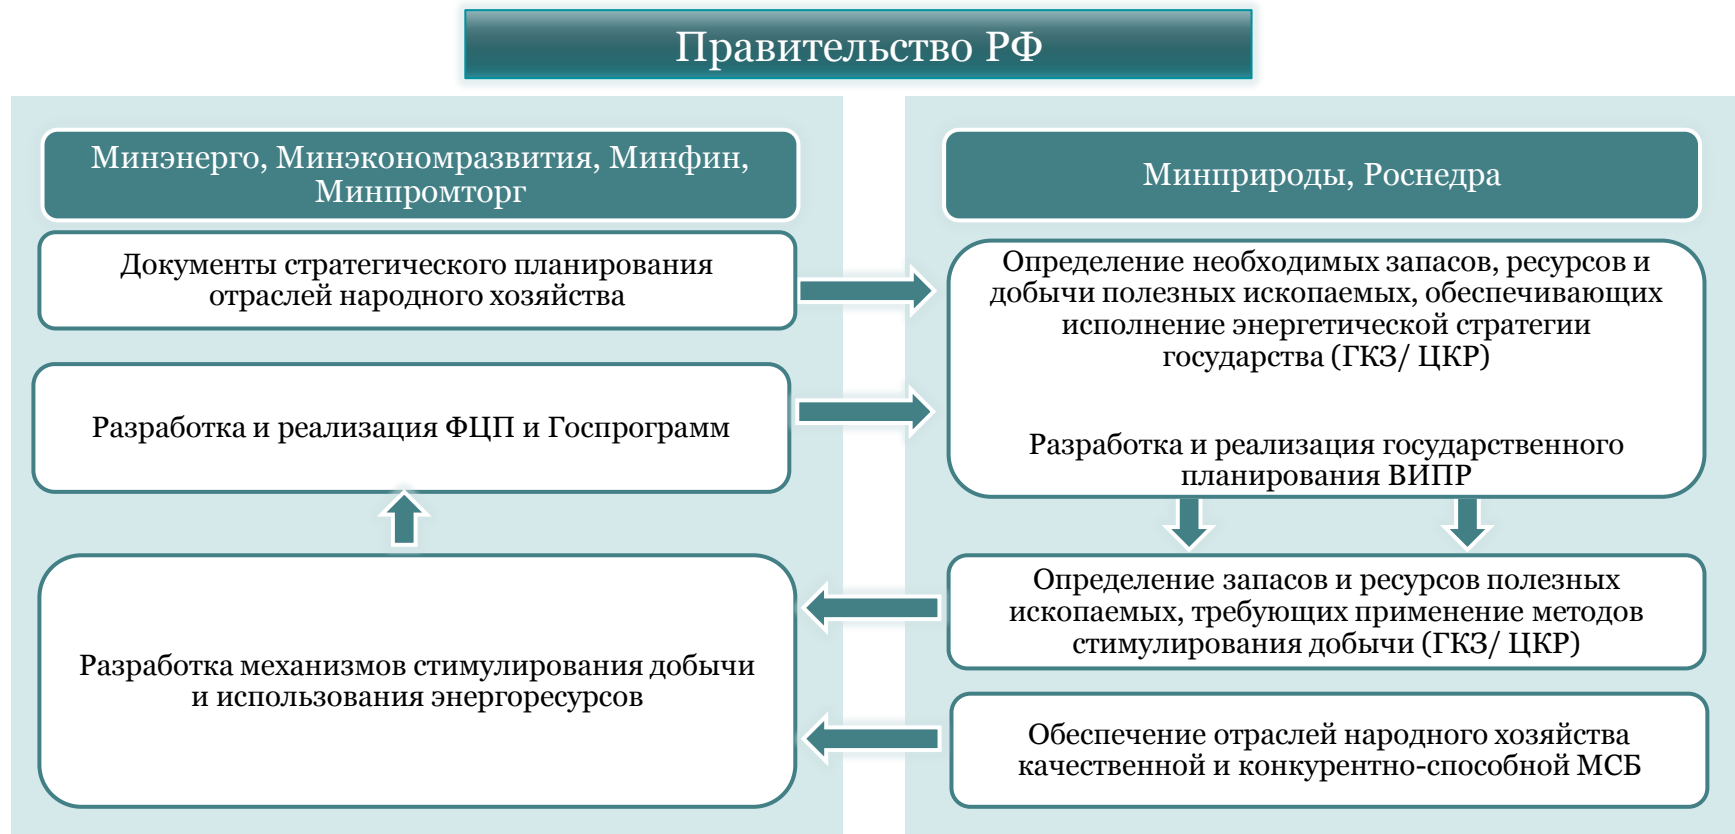 Правительство РФ
Минэнерго, Минэкономразвития, Минфин,
Минпромторг
Документы стратегического планирования
отраслей народного хозяйства
Разработка и реализация ФЦП и Госпрограмм
Разработка механизмов стимулирования добычи
и использования энергоресурсов
Минприроды, Роснедра
Определение необходимых запасов, ресурсов и
добычи полезных ископаемых, обеспечивающих
исполнение энергетической стратегии
государства (ГКЗ/ ЦКР)
Разработка и реализация государственного
планирования ВИПР
Определение запасов и ресурсов полезных
ископаемых, требующих применение методов
стимулирования добычи (ГКЗ/ ЦКР)
Обеспечение отраслей народного хозяйства
качественной и конкурентно-способной МСБ